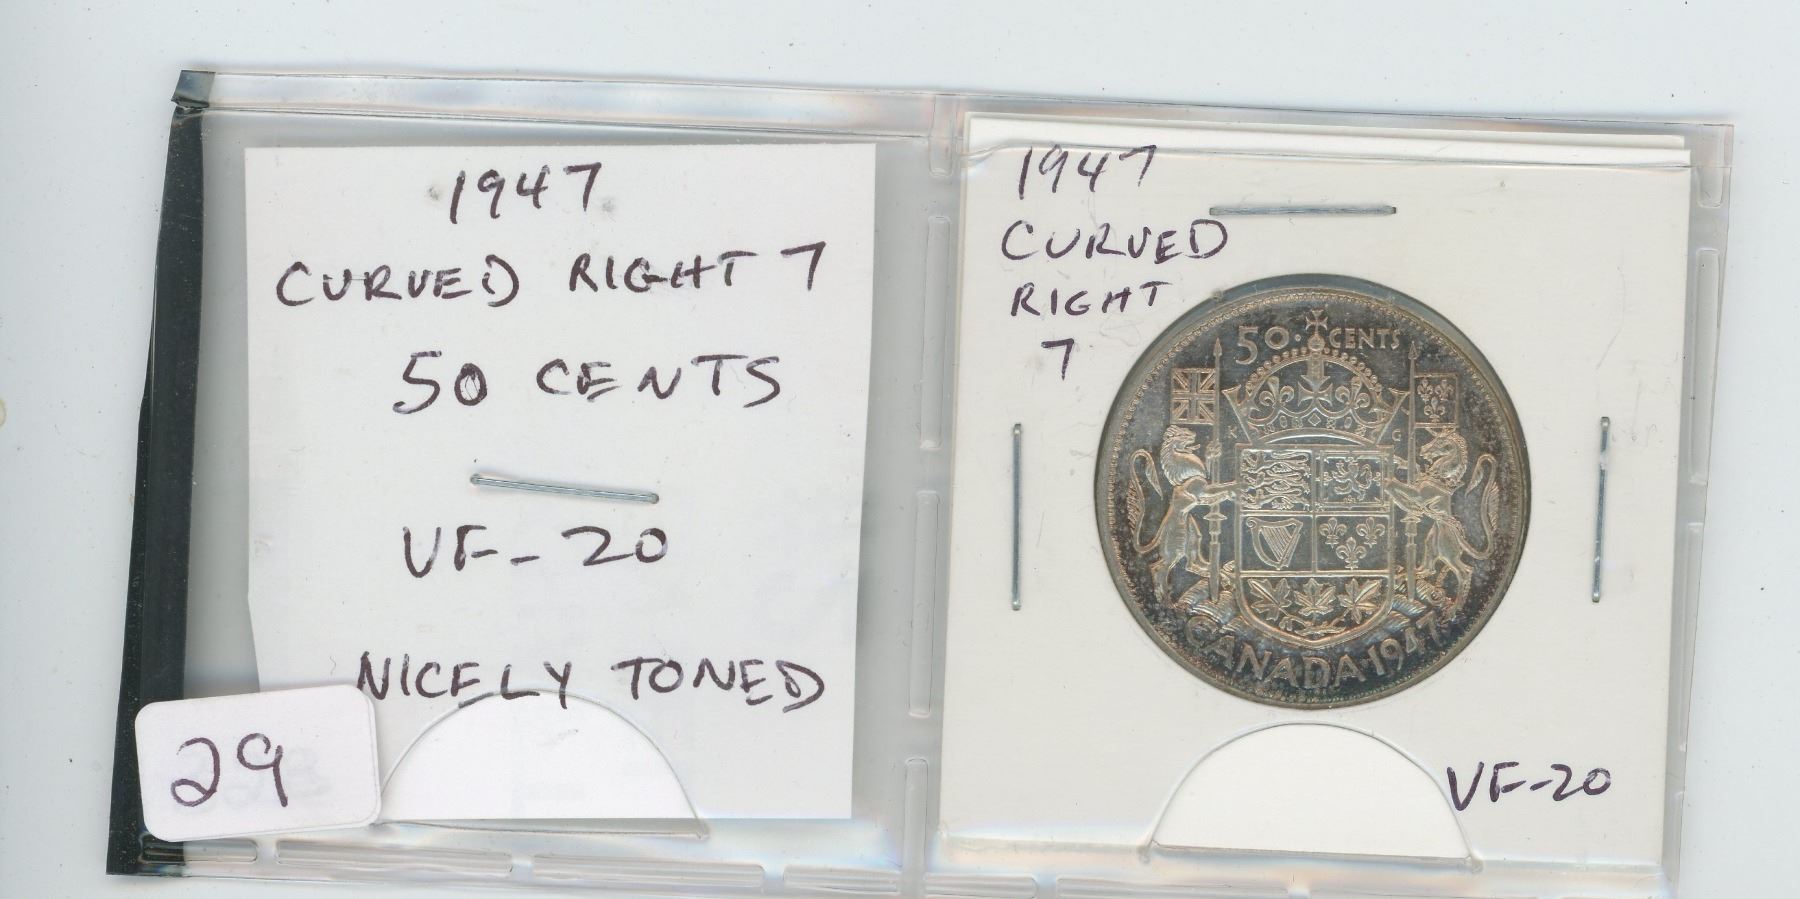 1947
CURVED RIGHT 7
50 CENTS
VF-20
NICELY TONED
29
1947
CURVED
RIGHT
7
50 · CENTS
K G
CANADA·1947·
VF-20